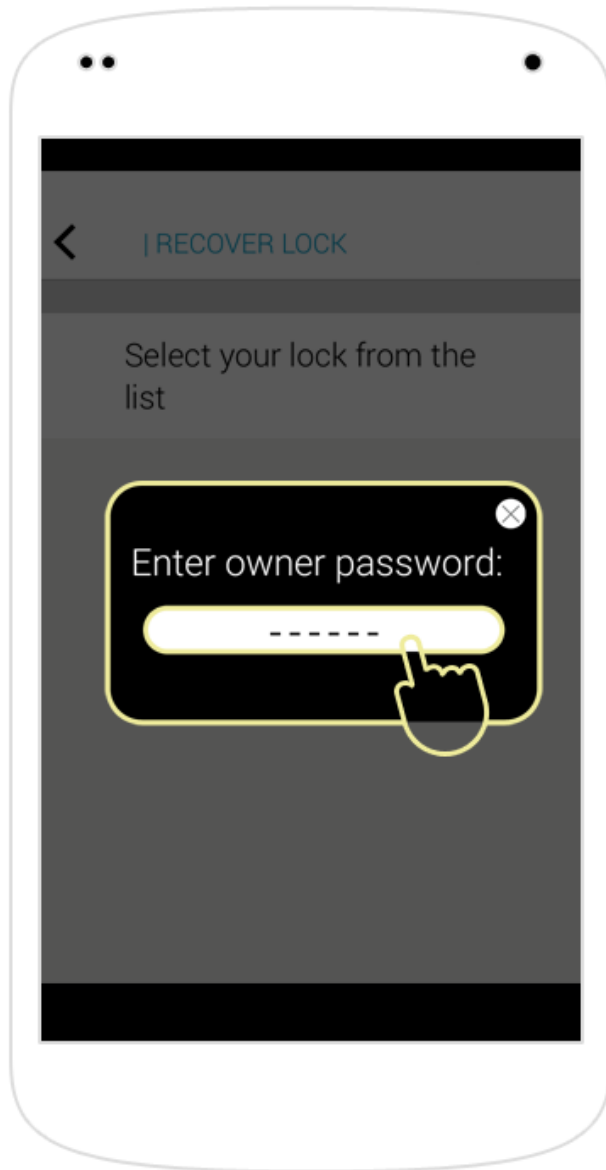 | RECOVER LOCK
Select your lock from the
list
Enter owner password:
------